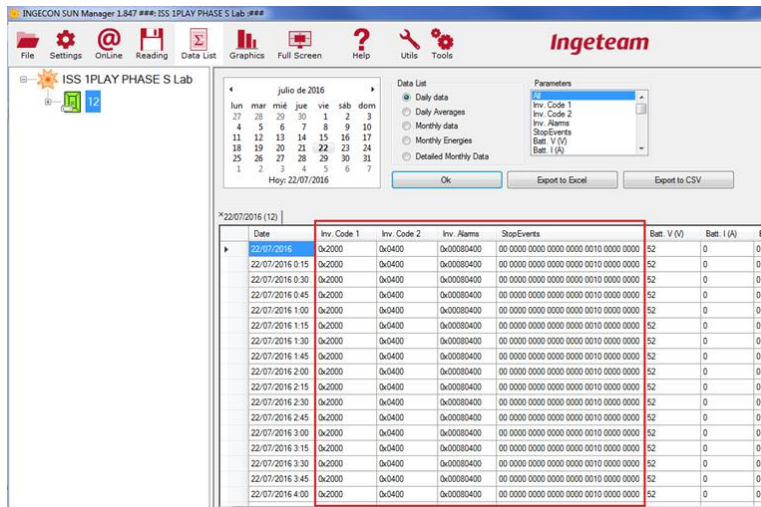 INGECON SUN Manager 1.847 ###: ISS 1PLAY PHASE S Lab :###
File Settings OnLine Reading Data List Graphics Full Screen Help Utils Tools
Ingeteam
ISS 1PLAY PHASE S Lab
12
julio de 2016
lun mar mié jue vie sáb dom
27 28 29 30 1 2 3
4 5 6 7 8 9 10
11 12 13 14 15 16 17
18 19 20 21 22 23 24
25 26 27 28 29 30 31
1 2 3 4 5 6 7
Hoy: 22/07/2016
Data List
Daily data
Daily Averages
Monthly data
Monthly Energies
Detailed Monthly Data
Parameters
All
Inv. Code 1
Inv. Code 2
Inv. Alarms
StopEvents
Batt. V (V)
Batt. I (A)
Ok Export to Excel Export to CSV
22/07/2016 (12)
Date Inv. Code 1 Inv. Code 2 Inv. Alarms StopEvents Batt. V (V) Batt. I (A)
22/07/2016 0x2000 0x0400 0x00080400 00 0000 0000 0000 0000 0010 0000 0000 52 0 0
22/07/2016 0:15 0x2000 0x0400 0x00080400 00 0000 0000 0000 0000 0010 0000 0000 52 0 0
22/07/2016 0:30 0x2000 0x0400 0x00080400 00 0000 0000 0000 0000 0010 0000 0000 52 0 0
22/07/2016 0:45 0x2000 0x0400 0x00080400 00 0000 0000 0000 0000 0010 0000 0000 52 0 0
22/07/2016 1:00 0x2000 0x0400 0x00080400 00 0000 0000 0000 0000 0010 0000 0000 52 0 0
22/07/2016 1:15 0x2000 0x0400 0x00080400 00 0000 0000 0000 0000 0010 0000 0000 52 0 0
22/07/2016 1:30 0x2000 0x0400 0x00080400 00 0000 0000 0000 0000 0010 0000 0000 52 0 0
22/07/2016 1:45 0x2000 0x0400 0x00080400 00 0000 0000 0000 0000 0010 0000 0000 52 0 0
22/07/2016 2:00 0x2000 0x0400 0x00080400 00 0000 0000 0000 0000 0010 0000 0000 52 0 0
22/07/2016 2:15 0x2000 0x0400 0x00080400 00 0000 0000 0000 0000 0010 0000 0000 52 0 0
22/07/2016 2:30 0x2000 0x0400 0x00080400 00 0000 0000 0000 0000 0010 0000 0000 52 0 0
22/07/2016 2:45 0x2000 0x0400 0x00080400 00 0000 0000 0000 0000 0010 0000 0000 52 0 0
22/07/2016 3:00 0x2000 0x0400 0x00080400 00 0000 0000 0000 0000 0010 0000 0000 52 0 0
22/07/2016 3:15 0x2000 0x0400 0x00080400 00 0000 0000 0000 0000 0010 0000 0000 52 0 0
22/07/2016 3:30 0x2000 0x0400 0x00080400 00 0000 0000 0000 0000 0010 0000 0000 52 0 0
22/07/2016 3:45 0x2000 0x0400 0x00080400 00 0000 0000 0000 0000 0010 0000 0000 52 0 0
22/07/2016 4:00 0x2000 0x0400 0x00080400 00 0000 0000 0000 0000 0010 0000 0000 52 0 0